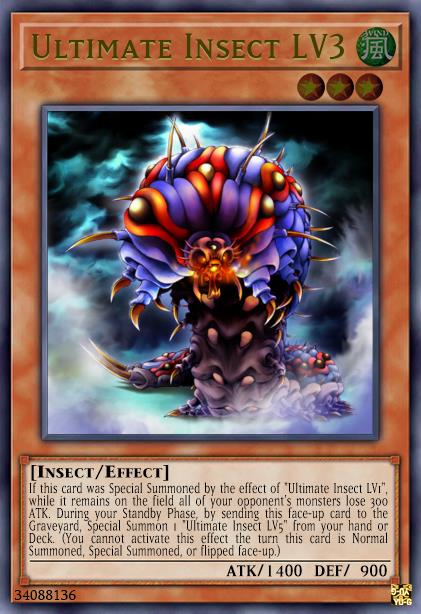 ULTIMATE INSECT LV3
WIND
風
[INSECT/EFFECT]
If this card was Special Summoned by the effect of "Ultimate Insect LV1",
while it remains on the field all of your opponent's monsters lose 300
ATK. During your Standby Phase, by sending this face-up card to the
Graveyard, Special Summon 1 "Ultimate Insect LV5" from your hand or
Deck. (You cannot activate this effect the turn this card is Normal
Summoned, Special Summoned, or flipped face-up.)
ATK/1400 DEF/ 900
34088136